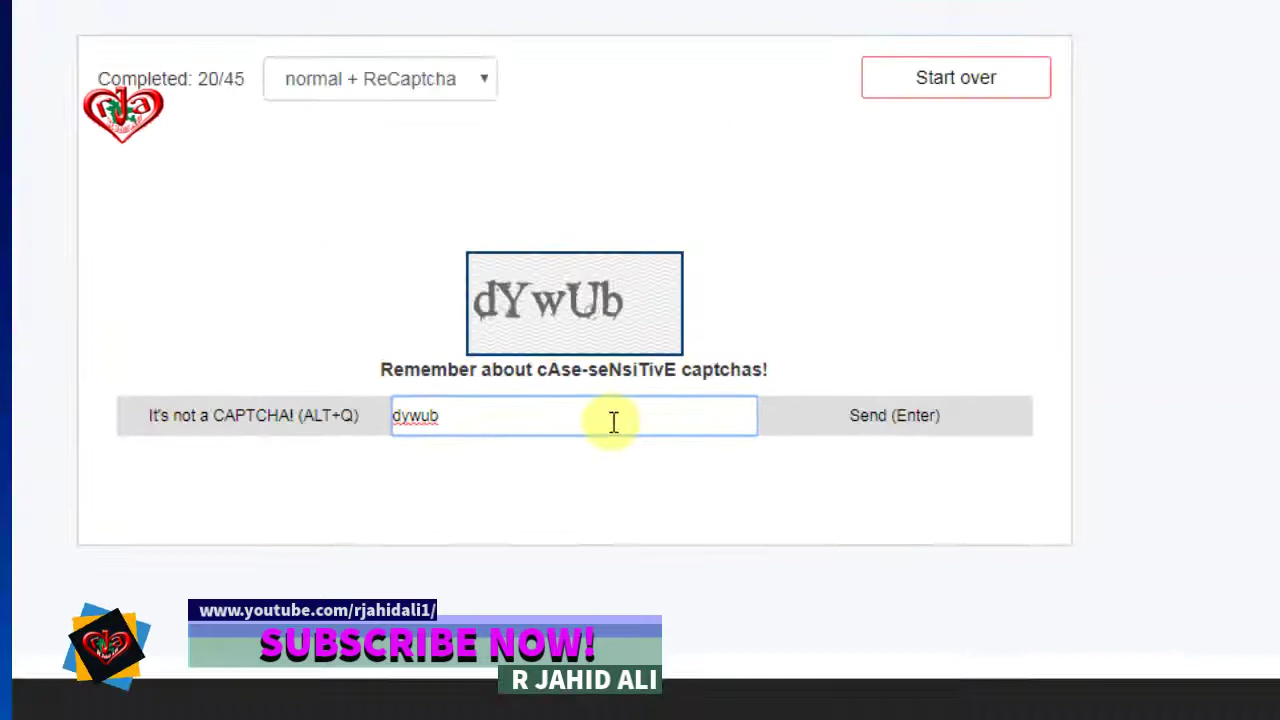 Completed: 20/45
normal + ReCaptcha
Start over
rJa
dYwUb
Remember about cAse-seNsiTivE captchas!
It's not a CAPTCHA! (ALT+Q)
dywub
Send (Enter)
www.youtube.com/rjahidali1/
SUBSCRIBE NOW!
R JAHID ALI